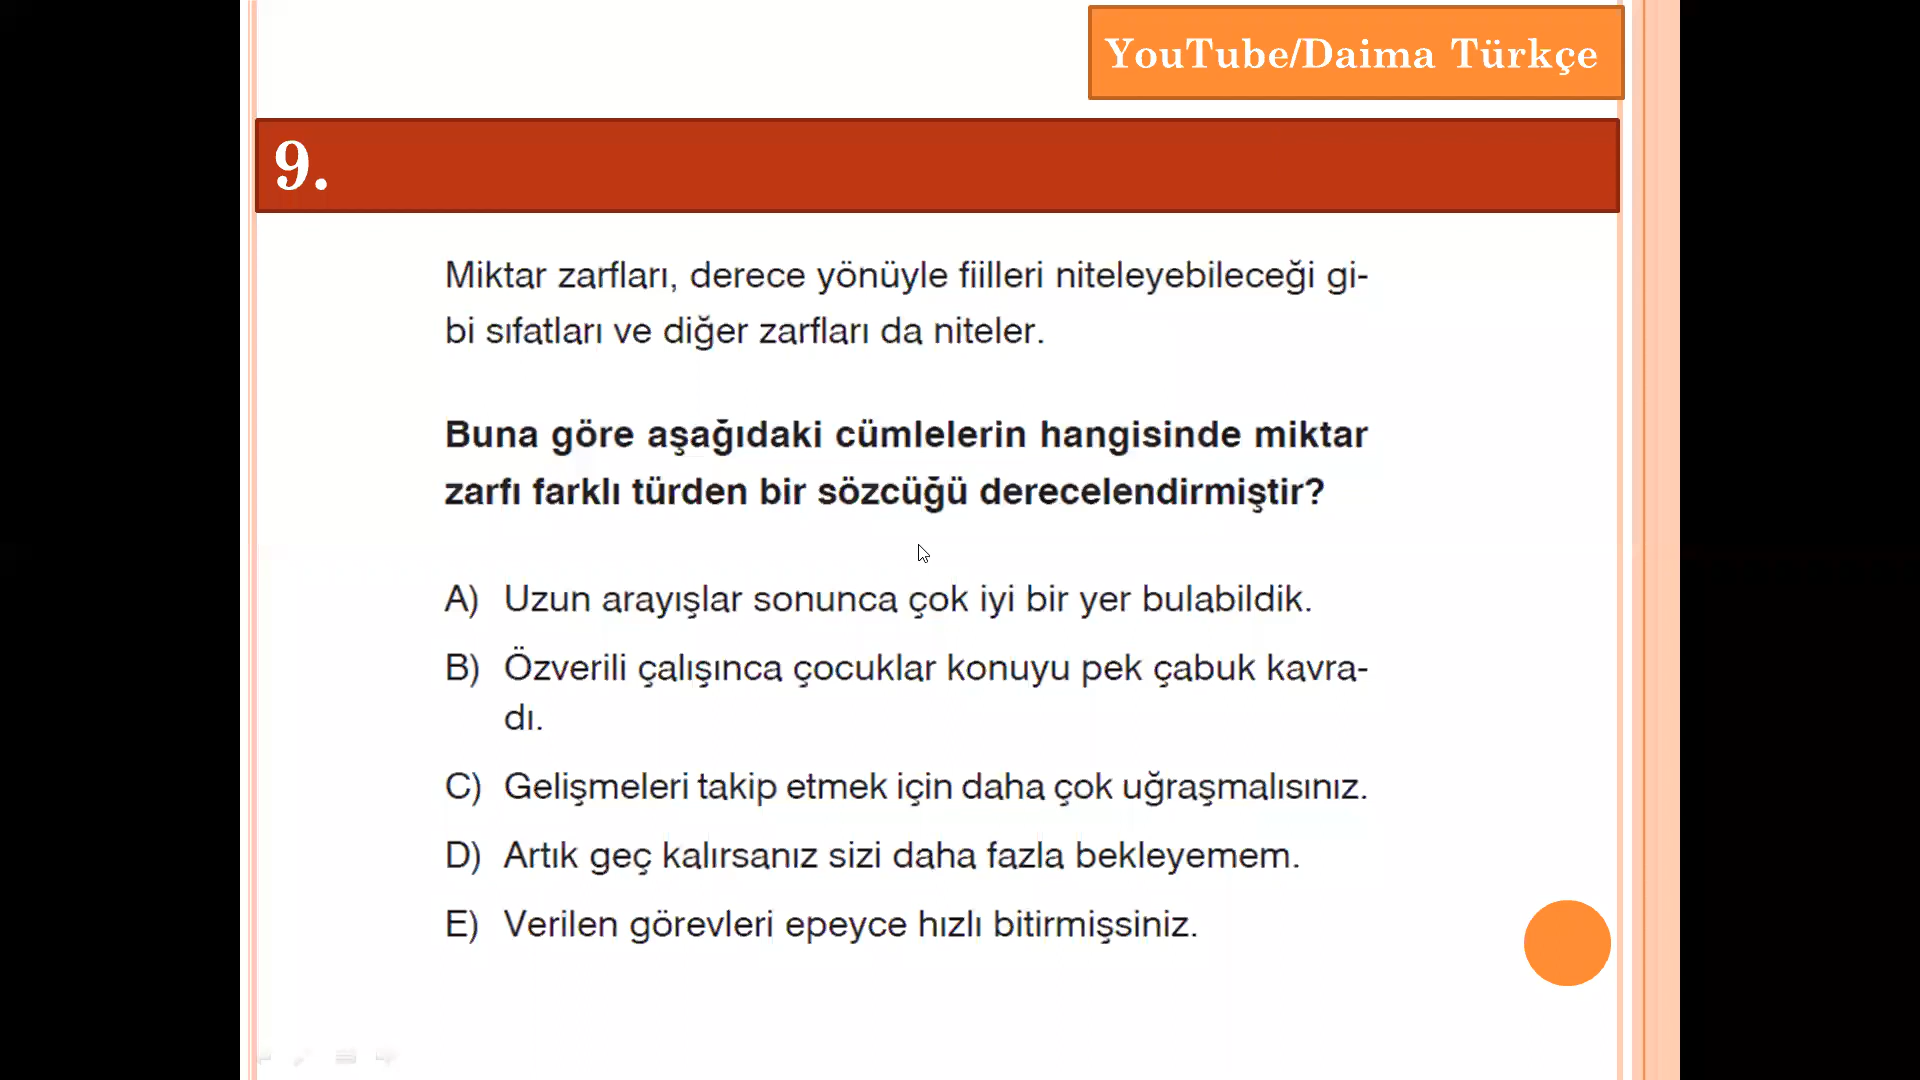 YouTube/Daima Türkçe
9.
Miktar zarfları, derece yönüyle fiilleri niteleyebileceği gi-
bi sıfatları ve diğer zarfları da niteler.
Buna göre aşağıdaki cümlelerin hangisinde miktar
zarfı farklı türden bir sözcüğü derecelendirmiştir?
A) Uzun arayışlar sonunca çok iyi bir yer bulabildik.
B) Özverili çalışınca çocuklar konuyu pek çabuk kavra-
dı.
C) Gelişmeleri takip etmek için daha çok uğraşmalısınız.
D) Artık geç kalırsanız sizi daha fazla bekleyemem.
E) Verilen görevleri epeyce hızlı bitirmişsiniz.